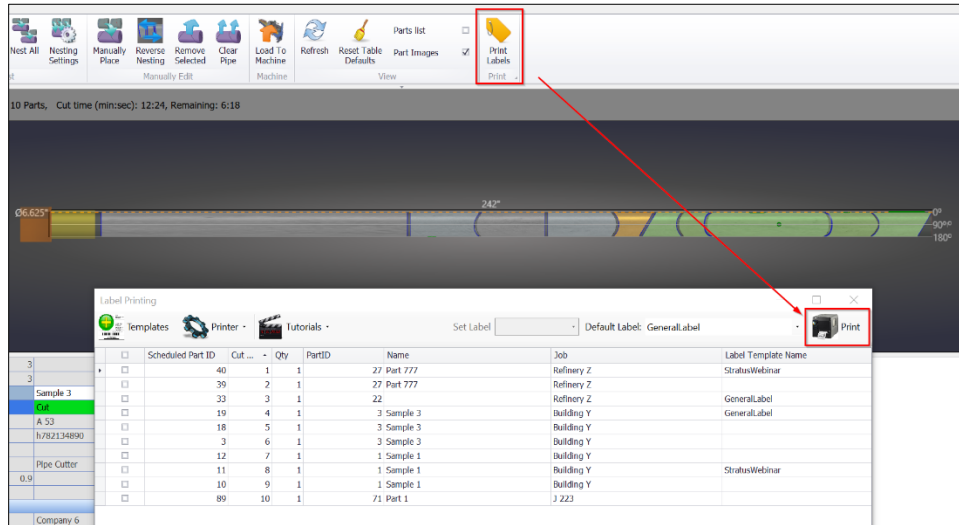 Nest All
Nesting Settings
Manually Place
Reverse Nesting
Remove Selected
Clear Pipe
Load To Machine
Refresh
Reset Table Defaults
Parts list
Part Images
Print Labels
Manually Edit
Machine
View
Print
10 Parts, Cut time (min:sec): 12:24, Remaining: 6:18
Ø6.625"
242"
0º
90º
180º
Label Printing
Templates
Printer
Tutorials
Set Label
Default Label: GeneralLabel
Print
Scheduled Part ID Cut ... Qty PartID Name Job Label Template Name
40 1 1 27 Part 777 Refinery Z StratusWebinar
39 2 1 27 Part 777 Refinery Z
33 3 1 22 Refinery Z GeneralLabel
19 4 1 3 Sample 3 Building Y GeneralLabel
18 5 1 3 Sample 3 Building Y
3 6 1 3 Sample 3 Building Y
12 7 1 1 Sample 1 Building Y
11 8 1 1 Sample 1 Building Y StratusWebinar
10 9 1 1 Sample 1 Building Y
89 10 1 71 Part 1 J 223
3
3
Sample 3
Cut
A 53
h782134890
Pipe Cutter
0.9
Company 6